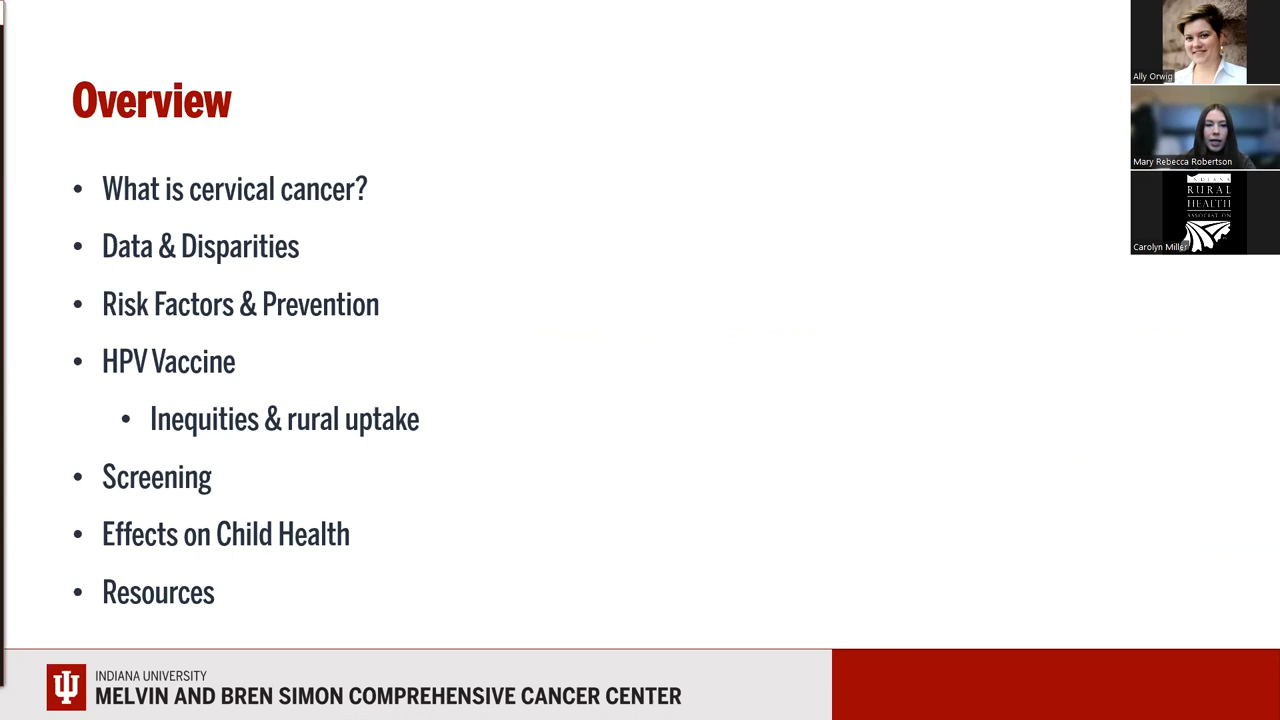 Overview
• What is cervical cancer?
• Data & Disparities
• Risk Factors & Prevention
• HPV Vaccine
• Inequities & rural uptake
• Screening
• Effects on Child Health
• Resources
INDIANA UNIVERSITY
MELVIN AND BREN SIMON COMPREHENSIVE CANCER CENTER
Ally Orwig
Mary Rebecca Robertson
INDIANA
RURAL
HEALTH
ASSOCIATION
Carolyn Miller